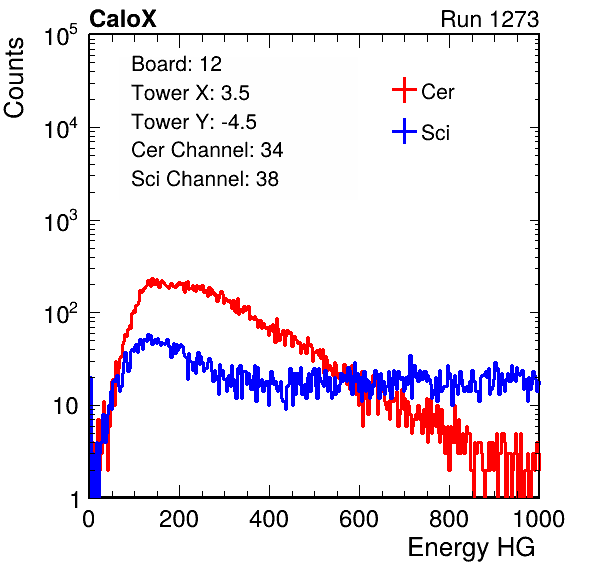 CaloX Run 1273
Counts
Board: 12
Tower X: 3.5
Tower Y: -4.5
Cer Channel: 34
Sci Channel: 38
Cer
Sci
10^5
10^4
10^3
10^2
10
1
0 200 400 600 800 1000
Energy HG